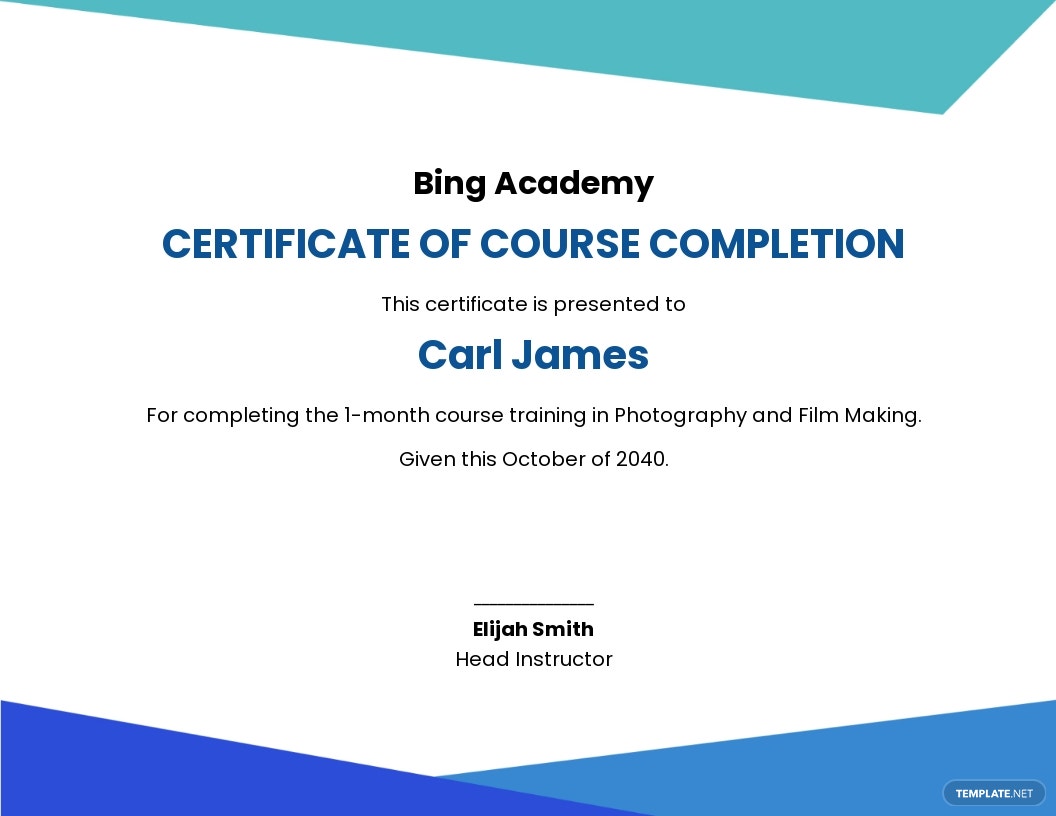 Bing Academy
CERTIFICATE OF COURSE COMPLETION
This certificate is presented to
Carl James
For completing the 1-month course training in Photography and Film Making.
Given this October of 2040.
Elijah Smith
Head Instructor
TEMPLATE.NET